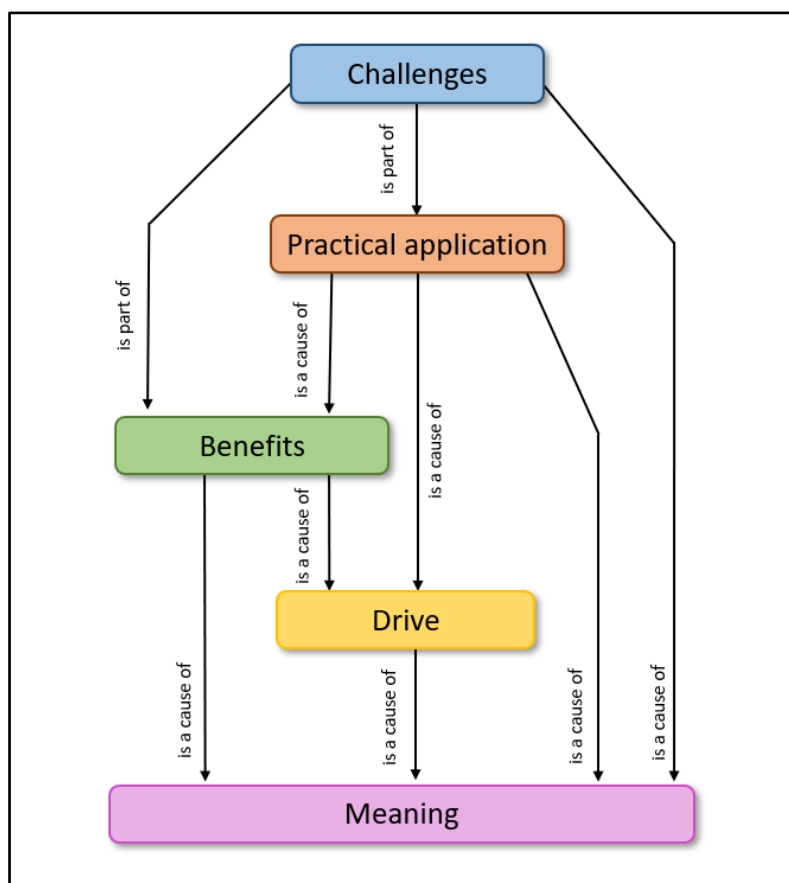 Challenges
is part of
Practical application
is part of
is a cause of
is a cause of
Benefits
is a cause of
Drive
is a cause of
is a cause of
is a cause of
is a cause of
Meaning